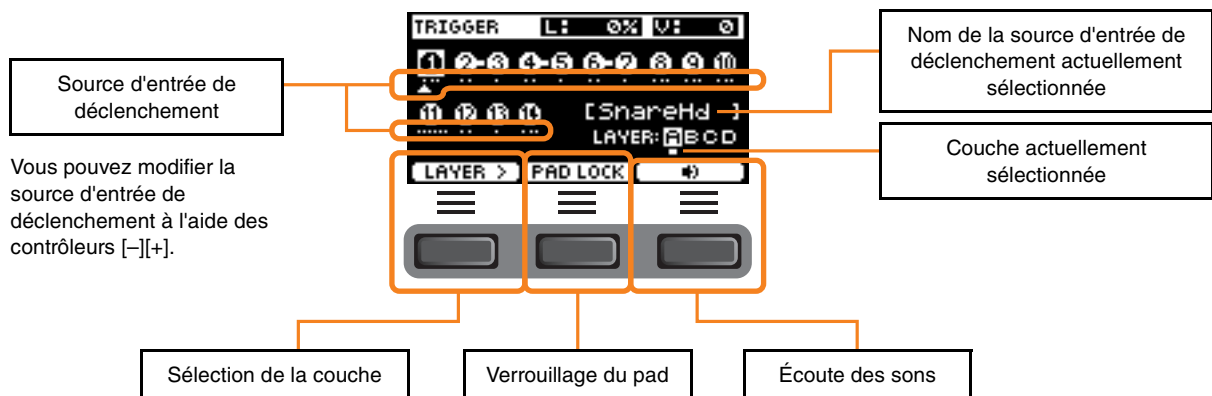 TRIGGER L: 0% V: 0
1 2-3 4-5 6-7 8 9 10
11 12 13 14 [SnareHd ]
LAYER: A B C D
LAYER > PAD LOCK
Source d'entrée de
déclenchement
Vous pouvez modifier la
source d'entrée de
déclenchement à l'aide des
contrôleurs [–][+].
Nom de la source d'entrée de
déclenchement actuellement
sélectionnée
Couche actuellement
sélectionnée
Sélection de la couche
Verrouillage du pad
Écoute des sons